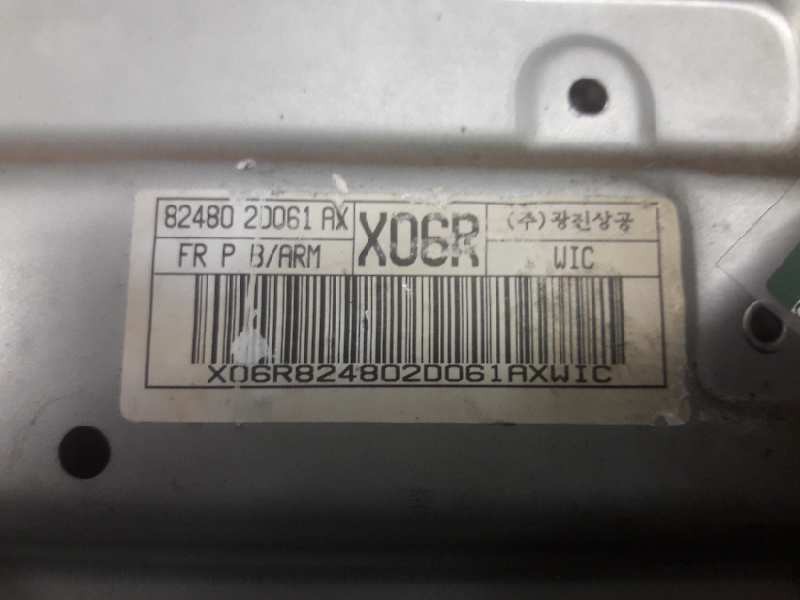 82480 2D061 AX X06R (주)광진상공
FR P B/ARM WIC
X06R824802D061AXWIC